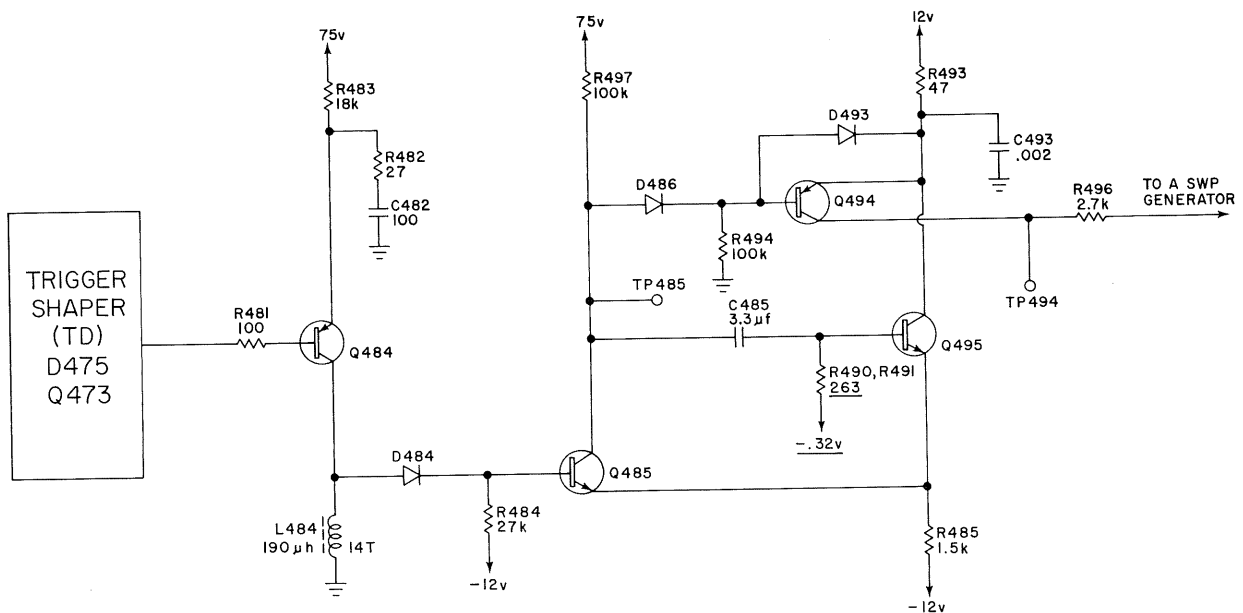 75v
R483
18k
R482
27
C482
100
TRIGGER
SHAPER
(TD)
D475
Q473
R481
100
Q484
D484
R484
27k
-12v
L484
190µh
14T
75v
R497
100k
D486
R494
100k
TP485
C485
3.3µf
Q485
D493
Q494
12v
R493
47
C493
.002
R496
2.7k
TO A SWP
GENERATOR
TP494
Q495
R490, R491
263
-.32v
R485
1.5k
-12v